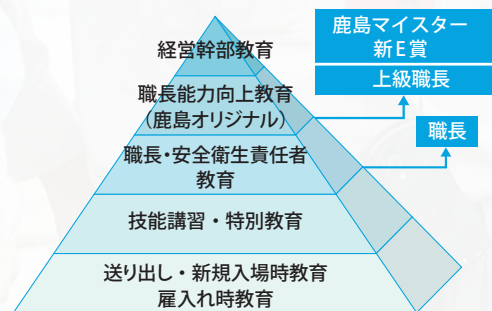 経営幹部教育
職長能力向上教育
(鹿島オリジナル)
職長・安全衛生責任者
教育
技能講習・特別教育
送り出し・新規入場時教育
雇入れ時教育
鹿島マイスター
新E賞
上級職長
職長